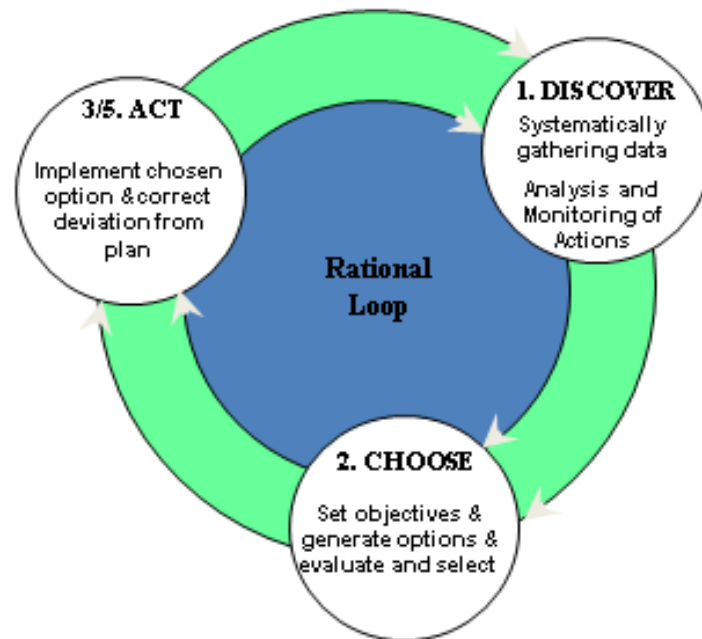 1. DISCOVER
Systematically
gathering data
Analysis and
Monitoring of
Actions
2. CHOOSE
Set objectives &
generate options &
evaluate and select
3/5. ACT
Implement chosen
option & correct
deviation from
plan
Rational
Loop